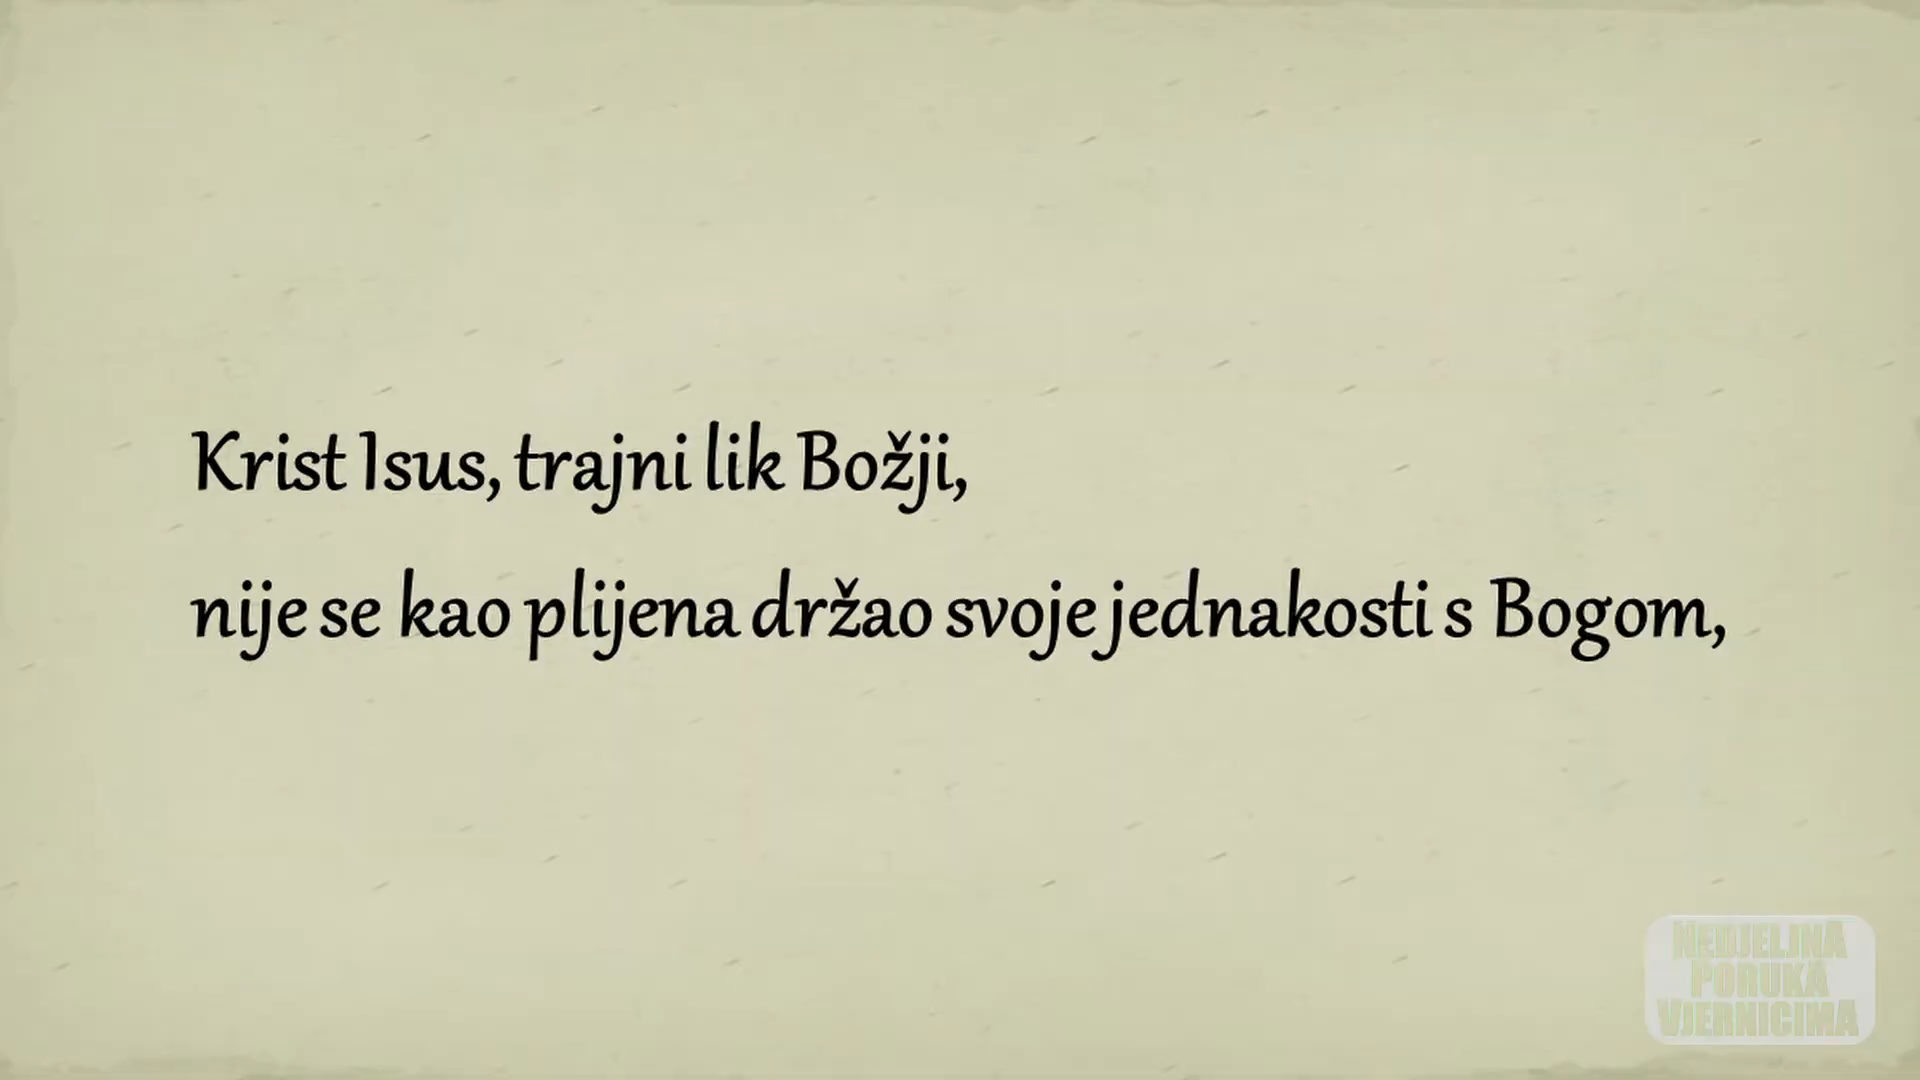 Krist Isus, trajni lik Božji,
nije se kao plijena držao svoje jednakosti s Bogom,
NEDJELJNA
PORUKA
VJERNICIMA